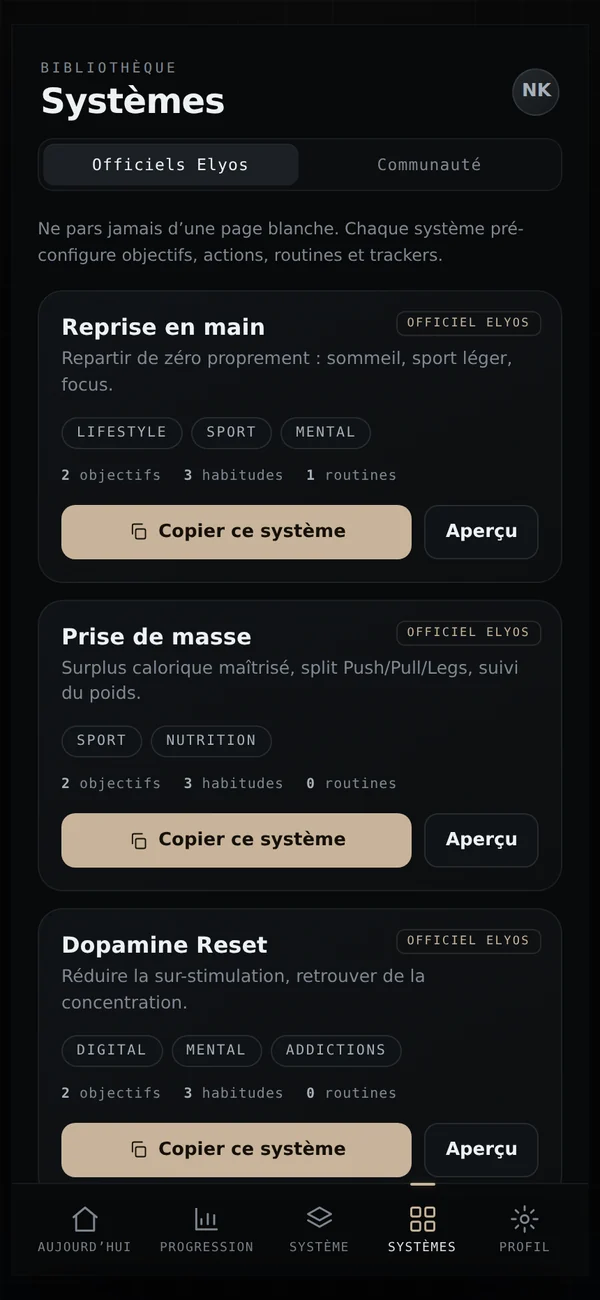 BIBLIOTHÈQUE
Systèmes
NK
Officiels Elyos
Communauté
Ne pars jamais d’une page blanche. Chaque système pré-
configure objectifs, actions, routines et trackers.
Reprise en main
OFFICIEL ELYOS
Repartir de zéro proprement : sommeil, sport léger,
focus.
LIFESTYLE SPORT MENTAL
2 objectifs 3 habitudes 1 routines
Copier ce système
Aperçu
Prise de masse
OFFICIEL ELYOS
Surplus calorique maîtrisé, split Push/Pull/Legs, suivi
du poids.
SPORT NUTRITION
2 objectifs 3 habitudes 0 routines
Copier ce système
Aperçu
Dopamine Reset
OFFICIEL ELYOS
Réduire la sur-stimulation, retrouver de la
concentration.
DIGITAL MENTAL ADDICTIONS
2 objectifs 3 habitudes 0 routines
Copier ce système
Aperçu
AUJOURD’HUI PROGRESSION SYSTÈME SYSTÈMES PROFIL